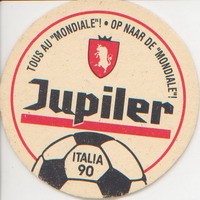 TOUS AU "MONDIALE"! • OP NAAR DE "MONDIALE"!
Jupiler
ITALIA
90